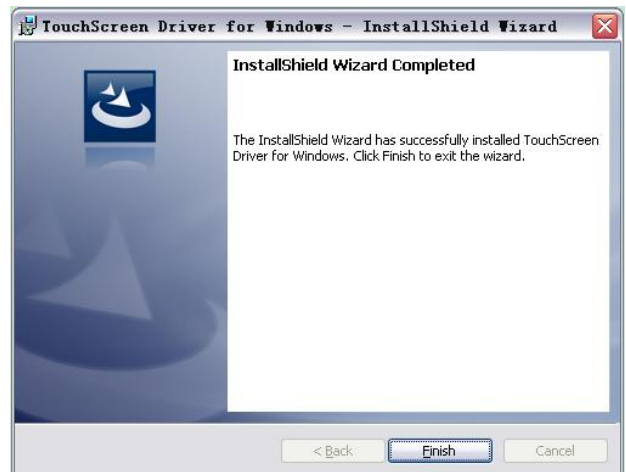 TouchScreen Driver for Windows - InstallShield Wizard
InstallShield Wizard Completed
The InstallShield Wizard has successfully installed TouchScreen
Driver for Windows. Click Finish to exit the wizard.
< Back
Finish
Cancel